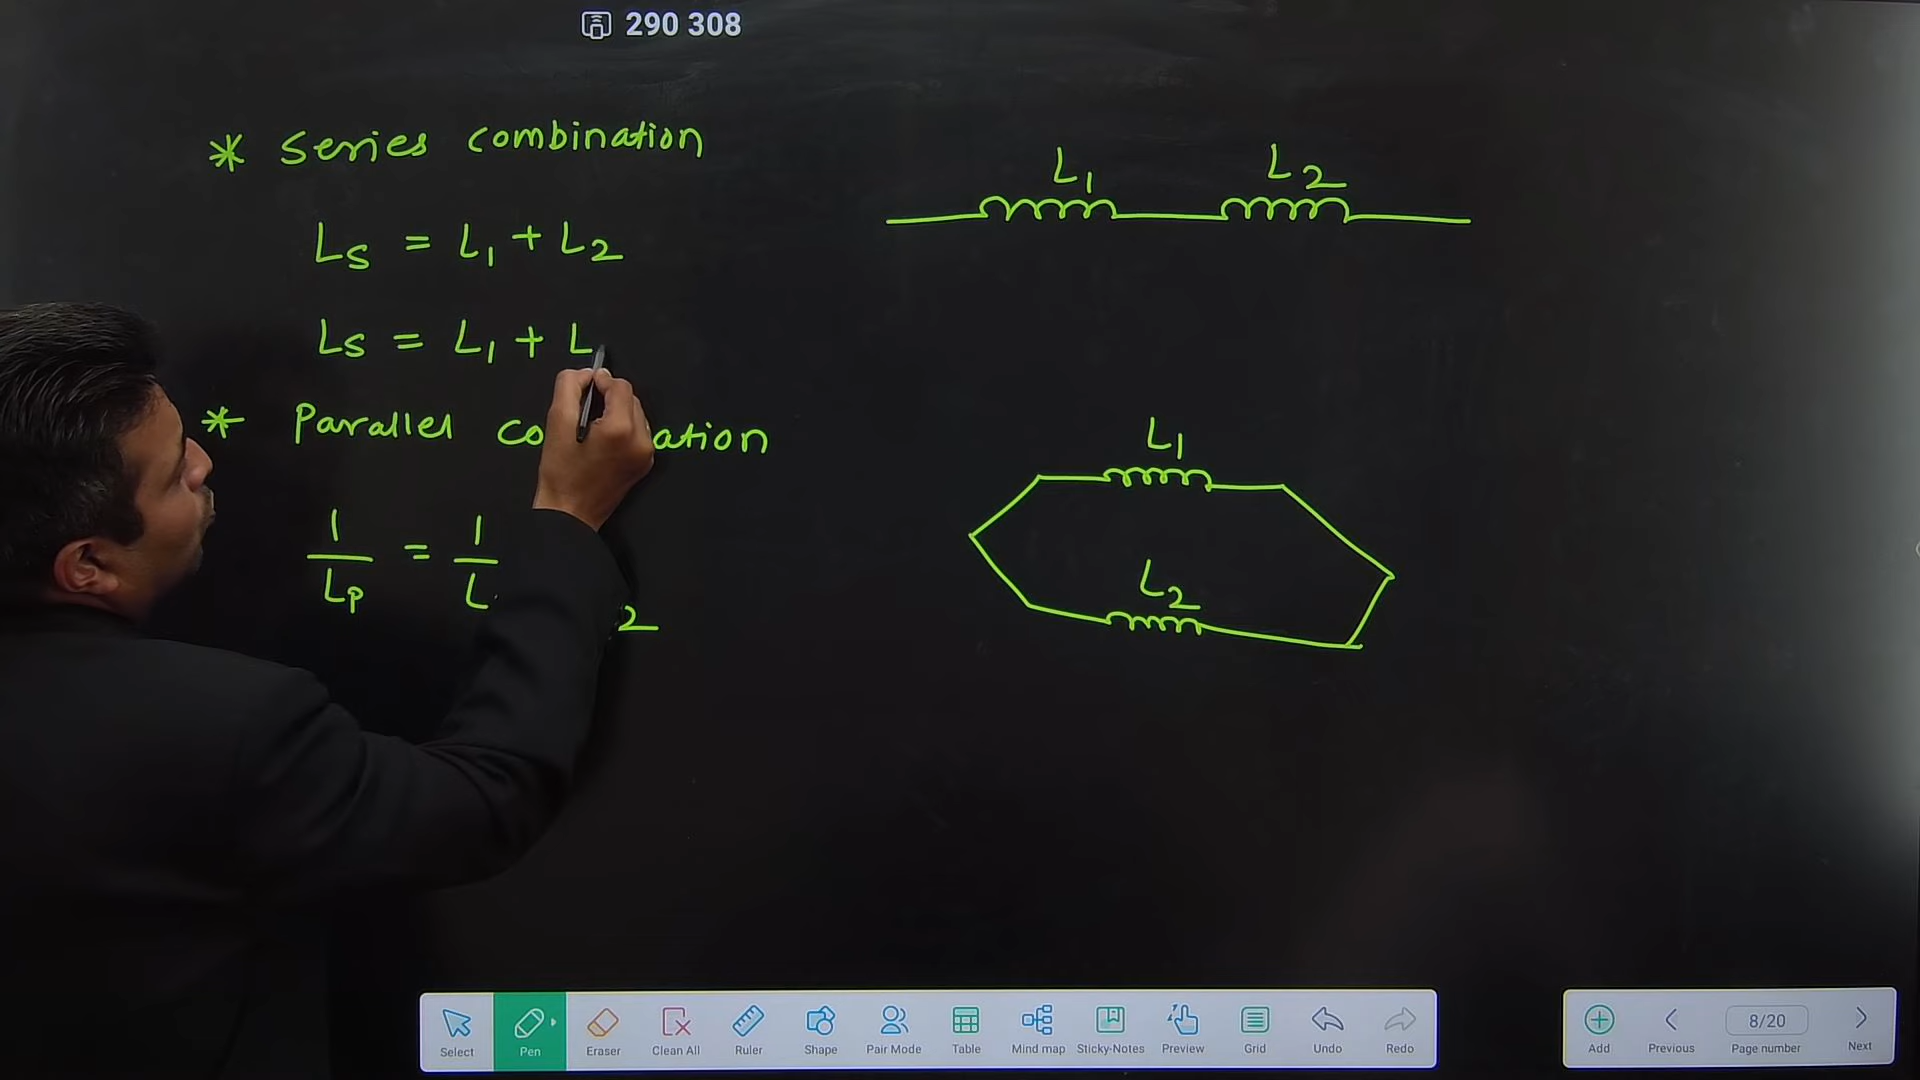 290 308
* Series combination
L1 L2
LS = L1 + L2
LS = L1 + L
* Parallel co ation
L1
1/LP = 1/L
2
L2
Select Pen Eraser Clean All Ruler Shape Pair Mode Table Mind map Sticky-Notes Preview Grid Undo Redo
Add Previous 8/20 Page number Next